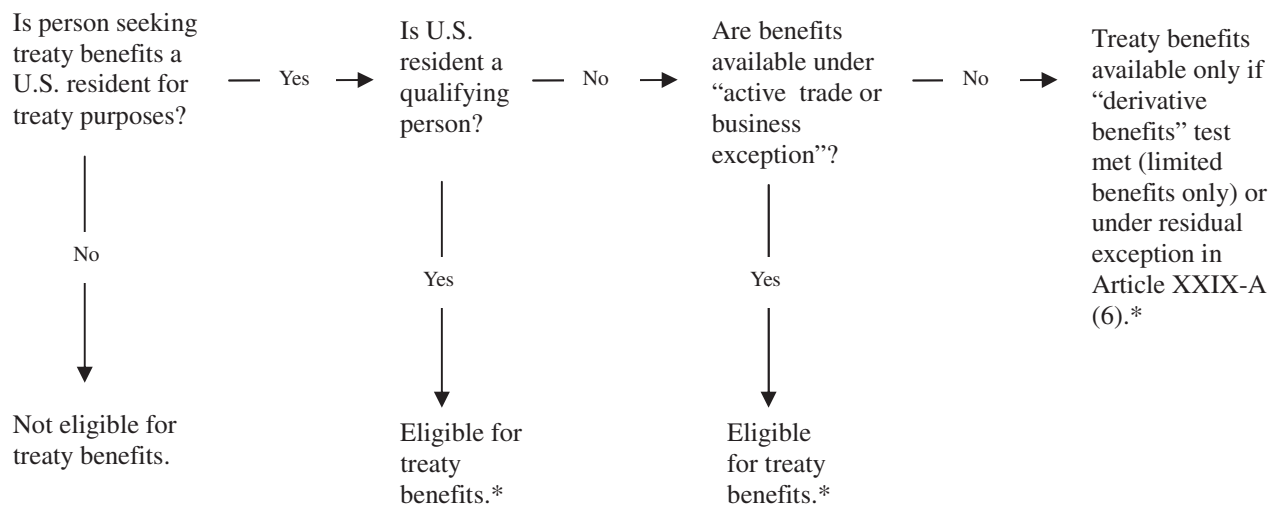 Is person seeking
treaty benefits a
U.S. resident for
treaty purposes?
Yes
Is U.S.
resident a
qualifying
person?
No
Are benefits
available under
“active trade or
business
exception”?
No
Treaty benefits
available only if
“derivative
benefits” test
met (limited
benefits only) or
under residual
exception in
Article XXIX-A
(6).*
No
Yes
Yes
Not eligible for
treaty benefits.
Eligible for
treaty
benefits.*
Eligible
for treaty
benefits.*